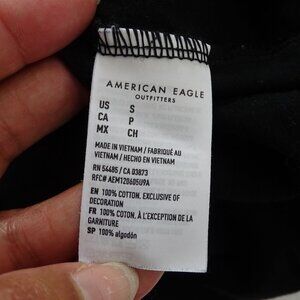 AMERICAN EAGLE
OUTFITTERS
US S
CA P
MX CH
MADE IN VIETNAM / FABRIQUÉ AU
VIETNAM / HECHO EN VIETNAM
RN 54485/ CA 03873
RFC# AEM120605U9A
EN 100% COTTON. EXCLUSIVE OF
DECORATION
FR 100% COTON. À L'EXCEPTION DE LA
GARNITURE
SP 100% algodón